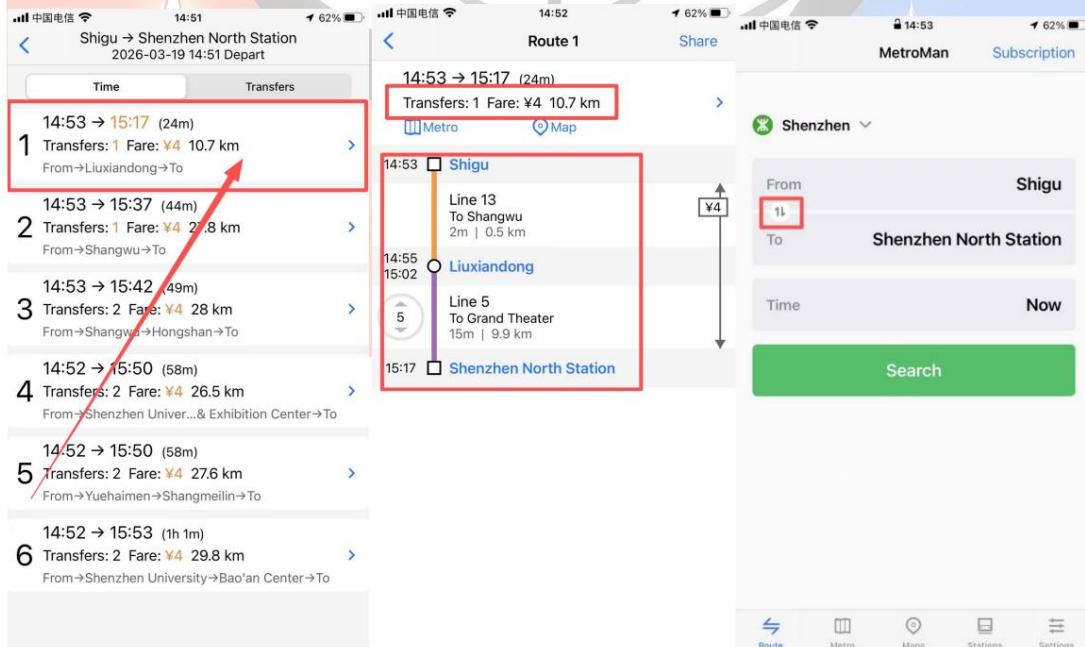 中国电信 14:51 62%
Shigu → Shenzhen North Station
2026-03-19 14:51 Depart
Time Transfers
1
14:53 → 15:17 (24m)
Transfers: 1 Fare: ¥4 10.7 km
From→Liuxiandong→To
2
14:53 → 15:37 (44m)
Transfers: 1 Fare: ¥4 27.8 km
From→Shangwu→To
3
14:53 → 15:42 (49m)
Transfers: 2 Fare: ¥4 28 km
From→Shangwu→Hongshan→To
4
14:52 → 15:50 (58m)
Transfers: 2 Fare: ¥4 26.5 km
From→Shenzhen Univer...& Exhibition Center→To
5
14:52 → 15:50 (58m)
Transfers: 2 Fare: ¥4 27.6 km
From→Yuehaimen→Shangmeilin→To
6
14:52 → 15:53 (1h 1m)
Transfers: 2 Fare: ¥4 29.8 km
From→Shenzhen University→Bao'an Center→To
中国电信 14:52 62%
Route 1 Share
14:53 → 15:17 (24m)
Transfers: 1 Fare: ¥4 10.7 km
Metro Map
14:53 Shigu
Line 13
To Shangwu
2m | 0.5 km
¥4
14:55
15:02
Liuxiandong
Line 5
To Grand Theater
15m | 9.9 km
5
15:17 Shenzhen North Station
中国电信 14:53 62%
MetroMan Subscription
Shenzhen
From Shigu
To Shenzhen North Station
Time Now
Search
Route Metro Maps Stations Settings